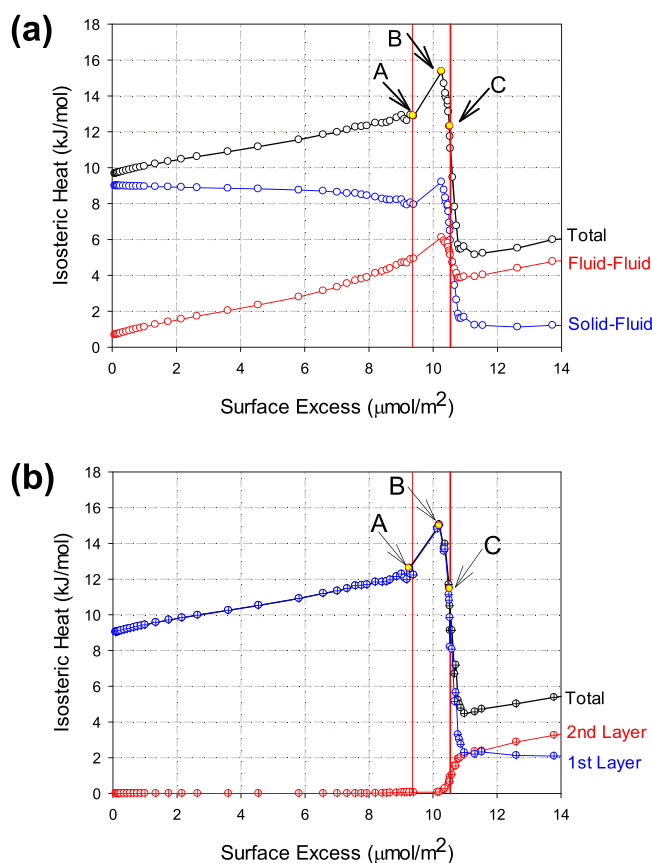 (a)
18
16
14
12
10
8
6
4
2
0
Isosteric Heat (kJ/mol)
A
B
C
Total
Fluid-Fluid
Solid-Fluid
0 2 4 6 8 10 12 14
Surface Excess (μmol/m2)
(b)
18
16
14
12
10
8
6
4
2
0
Isosteric Heat (kJ/mol)
A
B
C
Total
2nd Layer
1st Layer
0 2 4 6 8 10 12 14
Surface Excess (μmol/m2)